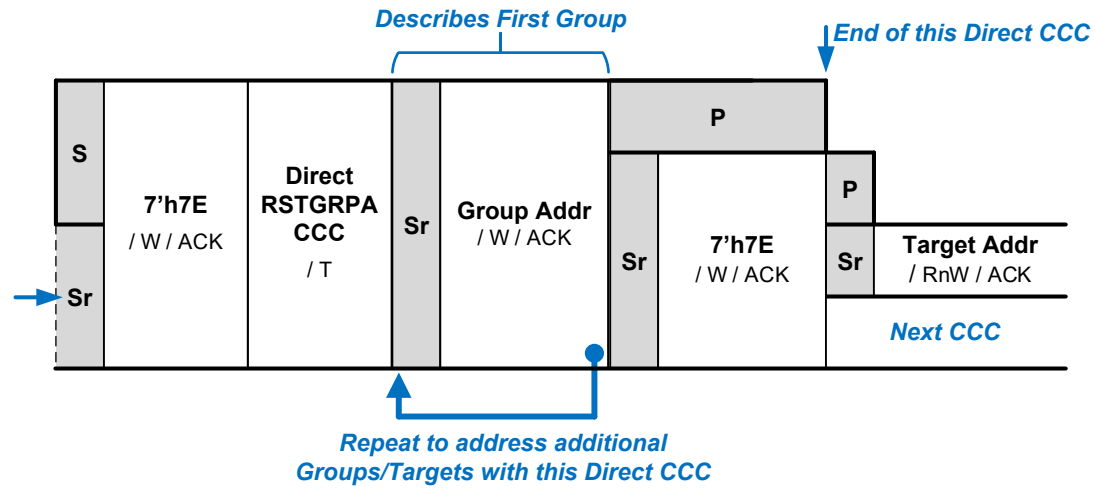 Describes First Group
End of this Direct CCC
S
Sr
7'h7E
/ W / ACK
Direct
RSTGRPA
CCC
/ T
Sr
Group Addr
/ W / ACK
P
Sr
7'h7E
/ W / ACK
P
Sr
Target Addr
/ RnW / ACK
Next CCC
Repeat to address additional
Groups/Targets with this Direct CCC